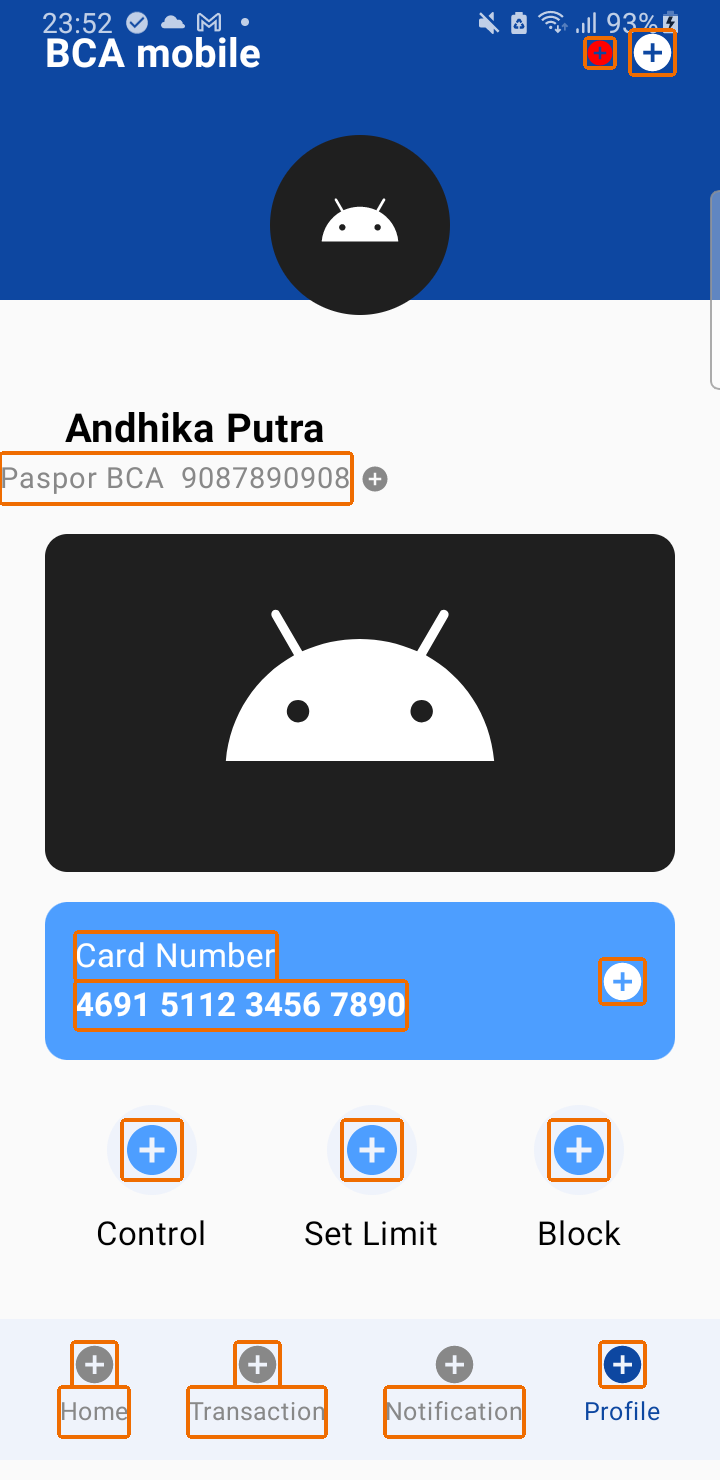 23:52 93%
BCA mobile
Andhika Putra
Paspor BCA 9087890908
Card Number
4691 5112 3456 7890
Control Set Limit Block
Home Transaction Notification Profile